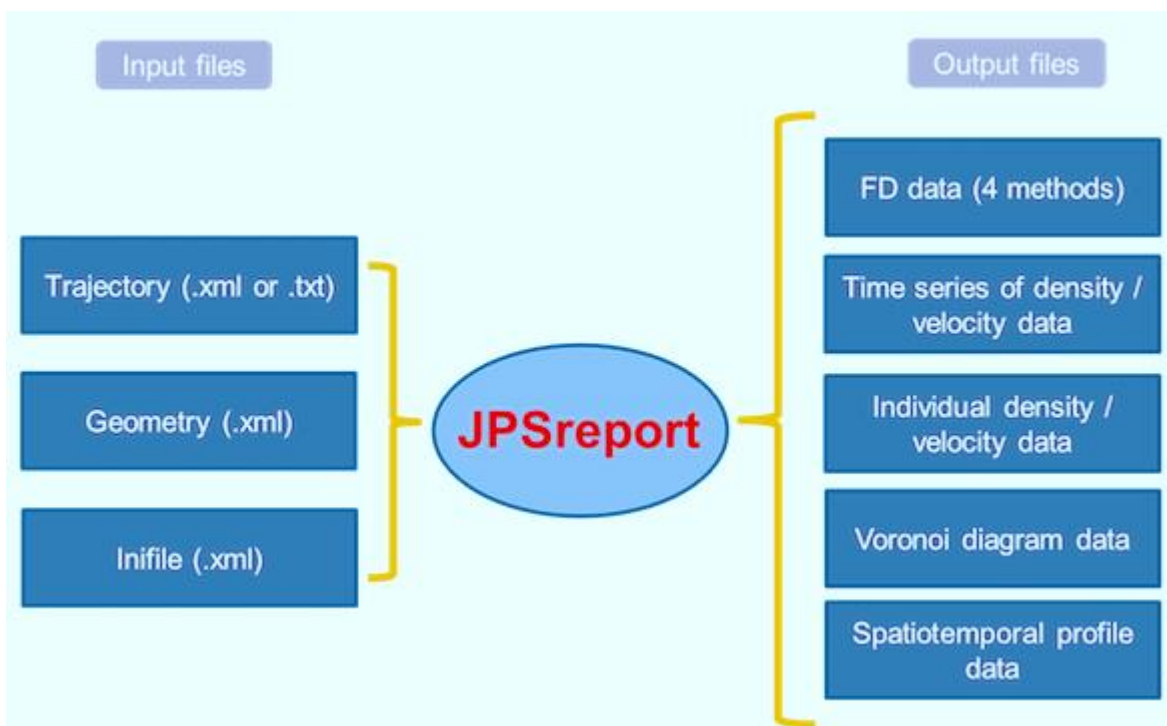 Input files
Output files
Trajectory (.xml or .txt)
Geometry (.xml)
Inifile (.xml)
JPSreport
FD data (4 methods)
Time series of density /
velocity data
Individual density /
velocity data
Voronoi diagram data
Spatiotemporal profile
data